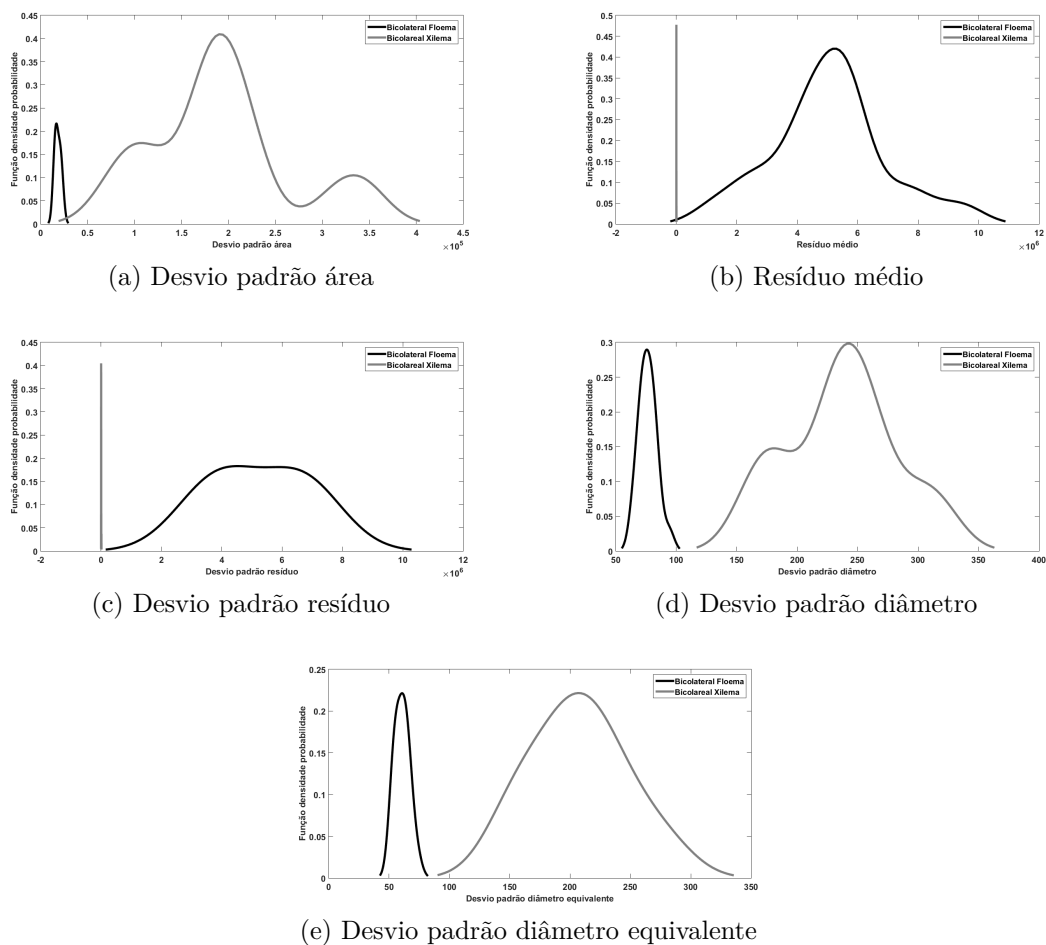 0.45
0.4
0.35
0.3
0.25
0.2
0.15
0.1
0.05
0
Função densidade probabilidade
Bicolateral Floema
Bicolareal Xilema
0 0.5 1 1.5 2 2.5 3 3.5 4 4.5
Desvio padrão área
×10⁵
(a) Desvio padrão área
0.5
0.45
0.4
0.35
0.3
0.25
0.2
0.15
0.1
0.05
0
Função densidade probabilidade
Bicolateral Floema
Bicolareal Xilema
-2 0 2 4 6 8 10 12
Resíduo médio
×10⁶
(b) Resíduo médio
0.45
0.4
0.35
0.3
0.25
0.2
0.15
0.1
0.05
0
Função densidade probabilidade
Bicolateral Floema
Bicolareal Xilema
-2 0 2 4 6 8 10 12
Desvio padrão resíduo
×10⁶
(c) Desvio padrão resíduo
0.3
0.25
0.2
0.15
0.1
0.05
0
Função densidade probabilidade
Bicolateral Floema
Bicolareal Xilema
50 100 150 200 250 300 350 400
Desvio padrão diâmetro
(d) Desvio padrão diâmetro
0.25
0.2
0.15
0.1
0.05
0
Função densidade probabilidade
Bicolateral Floema
Bicolareal Xilema
0 50 100 150 200 250 300 350
Desvio padrão diâmetro equivalente
(e) Desvio padrão diâmetro equivalente